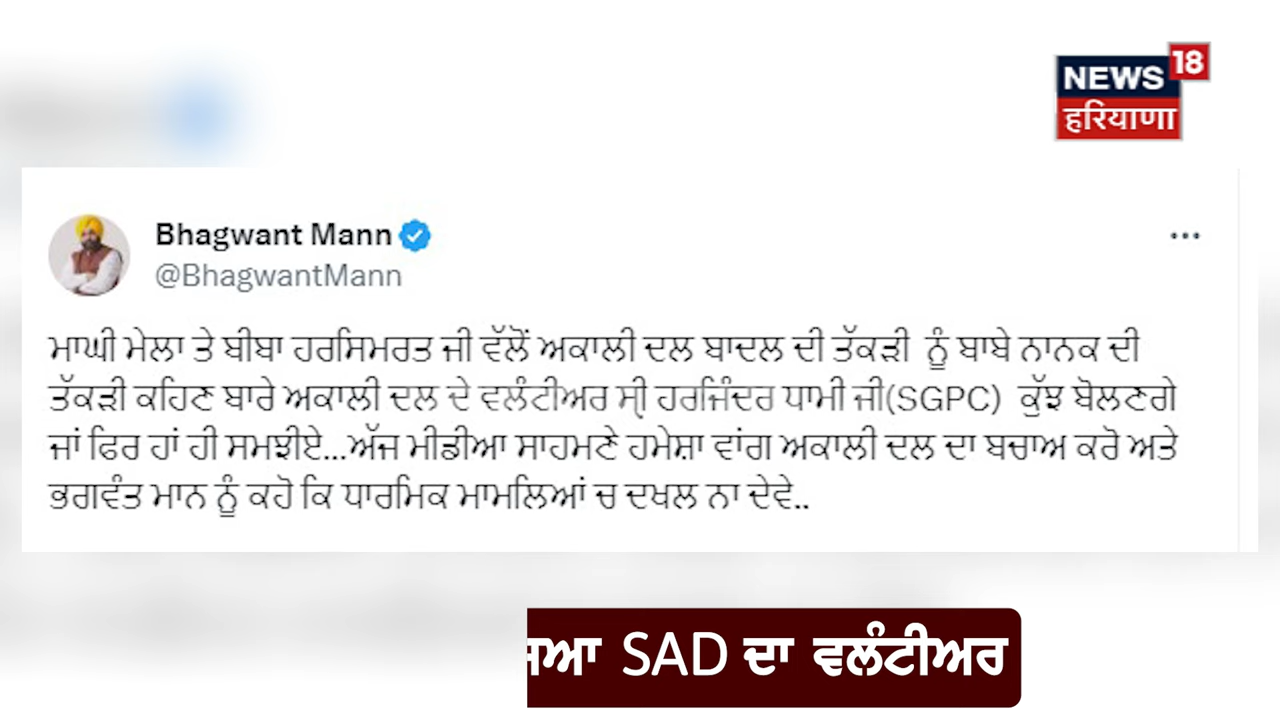 NEWS 18
हरियाणा
Bhagwant Mann
@BhagwantMann
ਮਾਘੀ ਮੇਲਾ ਤੇ ਬੀਬਾ ਹਰਸਿਮਰਤ ਜੀ ਵੱਲੋਂ ਅਕਾਲੀ ਦਲ ਬਾਦਲ ਦੀ ਤੱਕੜੀ ਨੂੰ ਬਾਬੇ ਨਾਨਕ ਦੀ
ਤੱਕੜੀ ਕਹਿਣ ਬਾਰੇ ਅਕਾਲੀ ਦਲ ਦੇ ਵਲੰਟੀਅਰ ਸ੍ਰੀ ਹਰਜਿੰਦਰ ਧਾਮੀ ਜੀ(SGPC) ਕੁੱਝ ਬੋਲਣਗੇ
ਜਾਂ ਫਿਰ ਹਾਂ ਹੀ ਸਮਝੀਏ...ਅੱਜ ਮੀਡੀਆ ਸਾਹਮਣੇ ਹਮੇਸ਼ਾ ਵਾਂਗ ਅਕਾਲੀ ਦਲ ਦਾ ਬਚਾਅ ਕਰੋ ਅਤੇ
ਭਗਵੰਤ ਮਾਨ ਨੂੰ ਕਹੋ ਕਿ ਧਾਰਮਿਕ ਮਾਮਲਿਆਂ ਚ ਦਖਲ ਨਾ ਦੇਵੇ..
SAD ਦਾ ਵਲੰਟੀਅਰ